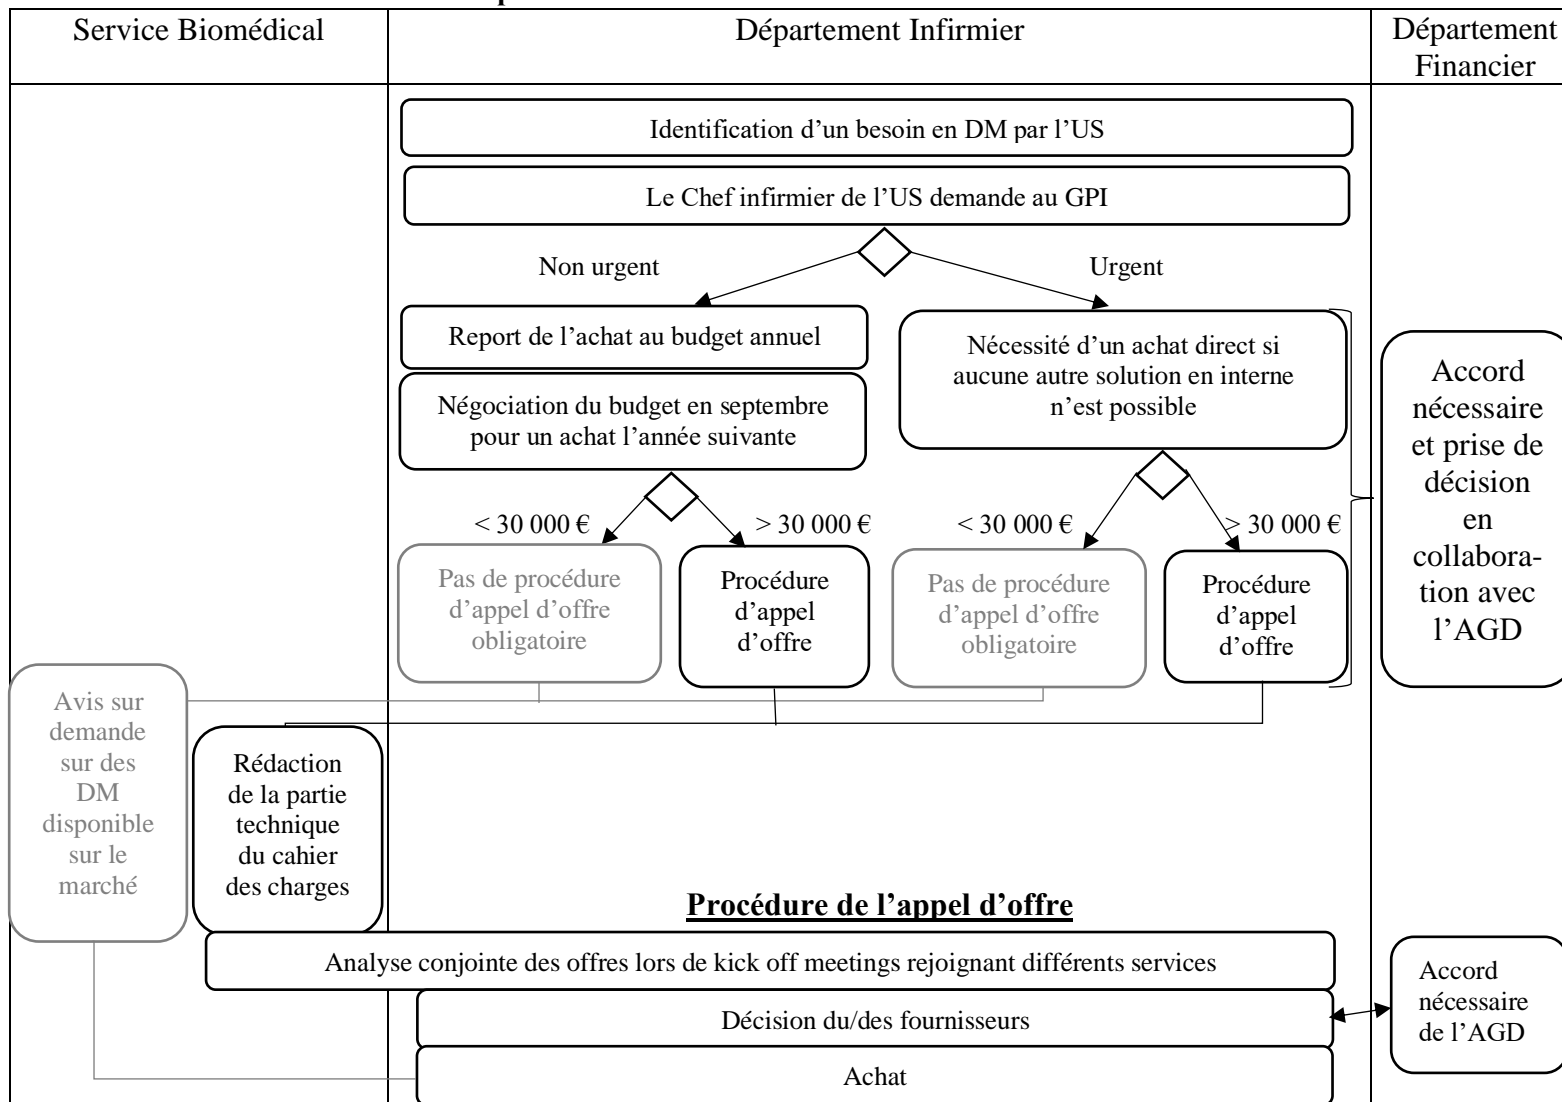 Service Biomédical
Département Infirmier
Département
Financier
Identification d’un besoin en DM par l’US
Le Chef infirmier de l’US demande au GPI
Non urgent
Urgent
Report de l’achat au budget annuel
Négociation du budget en septembre
pour un achat l’année suivante
Nécessité d’un achat direct si
aucune autre solution en interne
n’est possible
Accord
nécessaire
et prise de
décision
en
collabora-
tion avec
l’AGD
< 30 000 €
> 30 000 €
< 30 000 €
> 30 000 €
Pas de procédure
d’appel d’offre
obligatoire
Procédure
d’appel
d’offre
Pas de procédure
d’appel d’offre
obligatoire
Procédure
d’appel
d’offre
Avis sur
demande
sur des
DM
disponible
sur le
marché
Rédaction
de la partie
technique
du cahier
des charges
Procédure de l’appel d’offre
Analyse conjointe des offres lors de kick off meetings rejoignant différents services
Décision du/des fournisseurs
Accord
nécessaire
de l’AGD
Achat